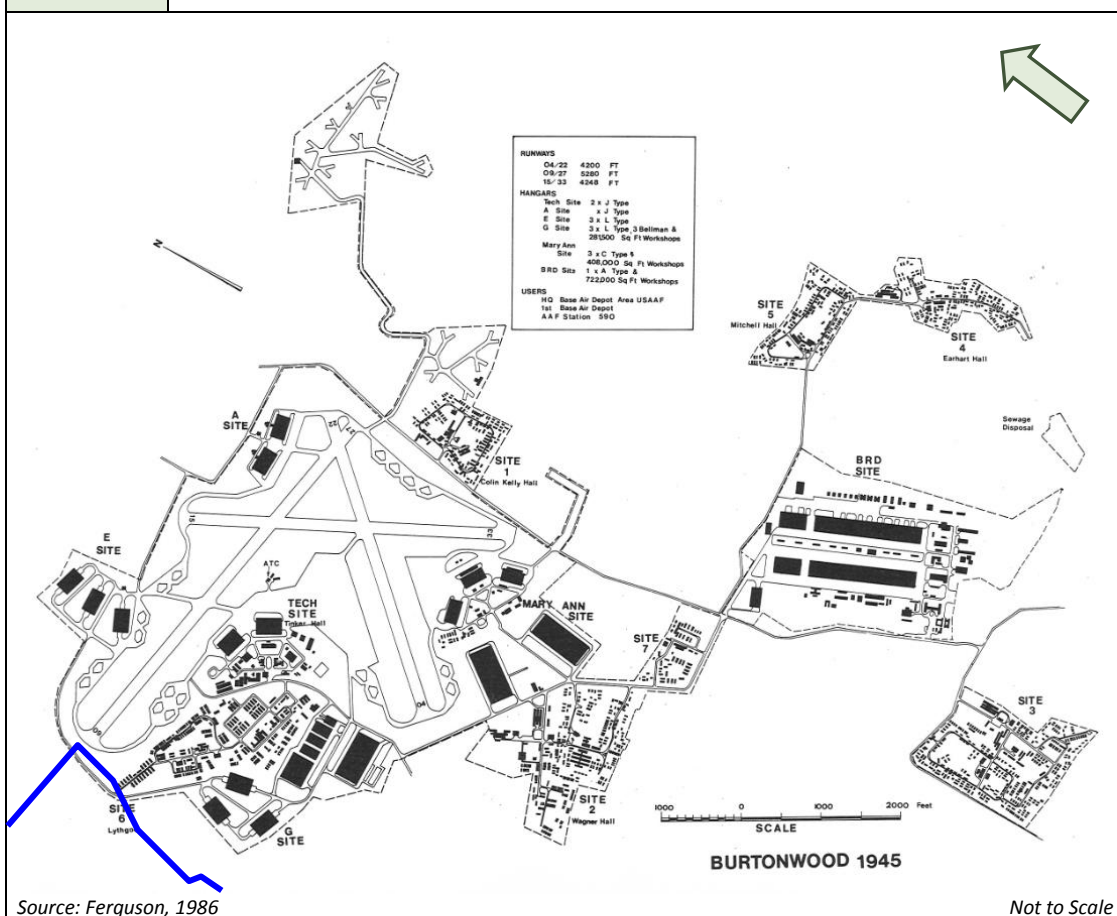 N
RUNWAYS
04/22 4200 FT
09/27 5280 FT
15/33 4248 FT
HANGARS
Tech Site 2 x J Type
A Site x J Type
E Site 3 x L Type
G Site 3 x L Type, 3 Bellman &
281,500 Sq Ft Workshops
Mary Ann
Site 3 x C Type &
408,000 Sq Ft Workshops
BRD Site 1 x A Type &
722,000 Sq Ft Workshops
USERS
HQ Base Air Depot Area USAAF
1st Base Air Depot
AAF Station 590
SITE
5
Mitchell Hall
SITE
4
Earhart Hall
A
SITE
22
27
SITE
1
Colin Kelly Hall
Sewage
Disposal
BRD
SITE
15
33
E
SITE
ATC
TECH
SITE
Tinker Hall
MARY ANN
SITE
SITE
7
04
09
SITE
3
SITE
6
G
SITE
SITE
2
Wagner Hall
1000 0 1000 2000 Feet
SCALE
BURTONWOOD 1945
Source: Ferguson, 1986
Not to Scale